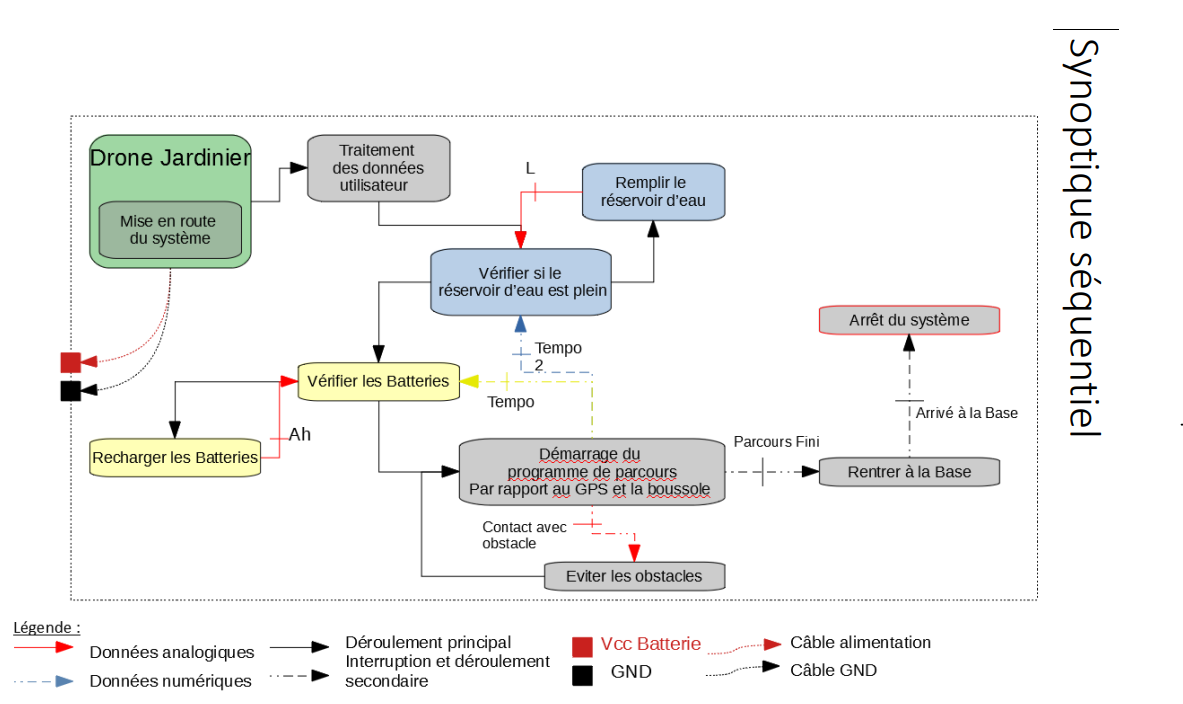 Synoptique séquentiel
Drone Jardinier
Mise en route
du système
Traitement
des données
utilisateur
L
Remplir le
réservoir d'eau
Vérifier si le
réservoir d'eau est plein
Arrêt du système
Tempo
2
Vérifier les Batteries
Tempo
Arrivé à la Base
Ah
Recharger les Batteries
Démarrage du
programme de parcours
Par rapport au GPS et la boussole
Parcours Fini
Rentrer à la Base
Contact avec
obstacle
Eviter les obstacles
Légende :
Données analogiques
Données numériques
Déroulement principal
Interruption et déroulement
secondaire
Vcc Batterie
GND
Câble alimentation
Câble GND